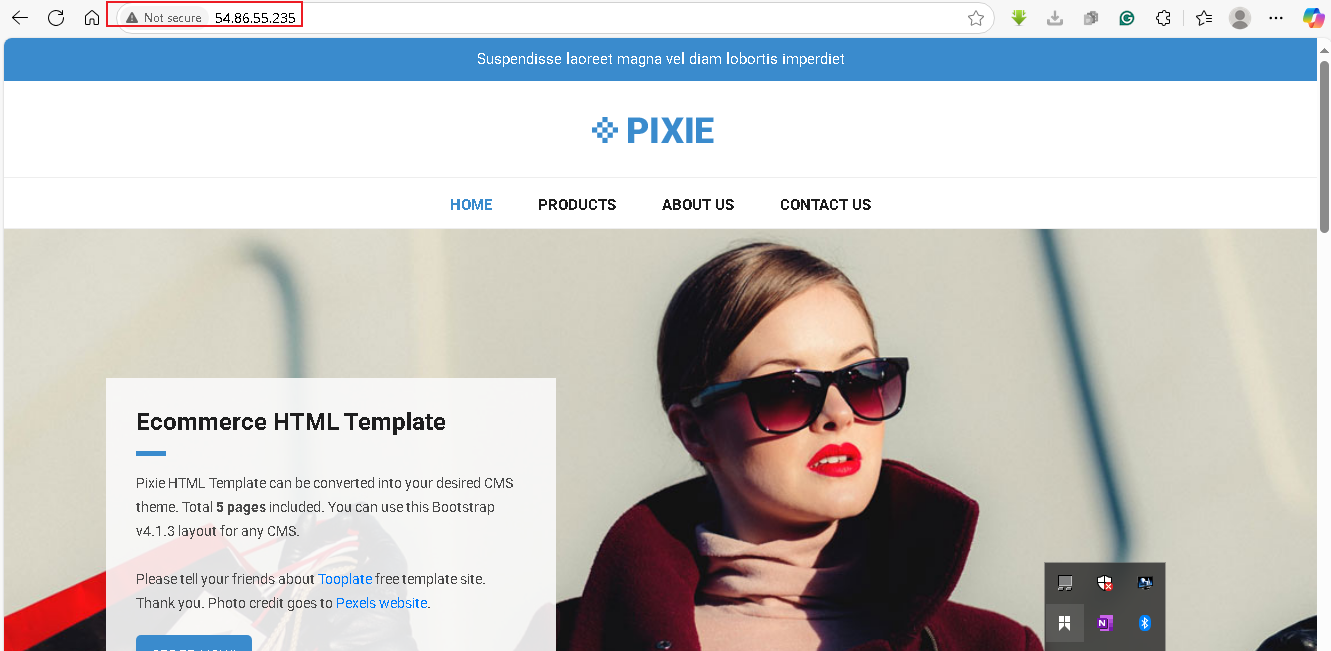 Not secure 54.86.55.235
Suspendisse laoreet magna vel diam lobortis imperdiet
PIXIE
HOME PRODUCTS ABOUT US CONTACT US
Ecommerce HTML Template
Pixie HTML Template can be converted into your desired CMS
theme. Total 5 pages included. You can use this Bootstrap
v4.1.3 layout for any CMS.
Please tell your friends about Tooplate free template site.
Thank you. Photo credit goes to Pexels website.